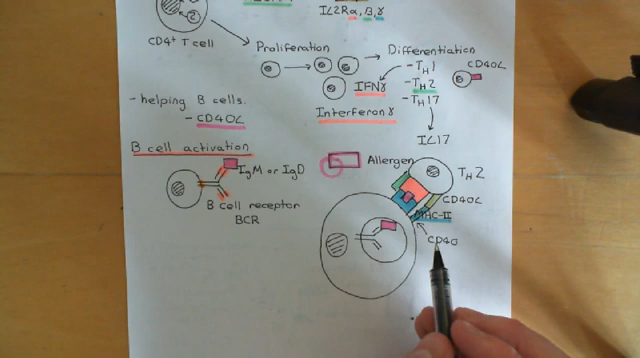 2
IL2Rα, β, γ
CD4+ T cell
Proliferation
Differentiation
- TH1
CD40L
IFNγ
- TH2
- TH17
- helping B cells.
- CD40L
Interferon γ
IL17
B cell activation
IgM or IgD
Allergen
TH2
CD40L
B cell receptor
BCR
MHC-II
CD40